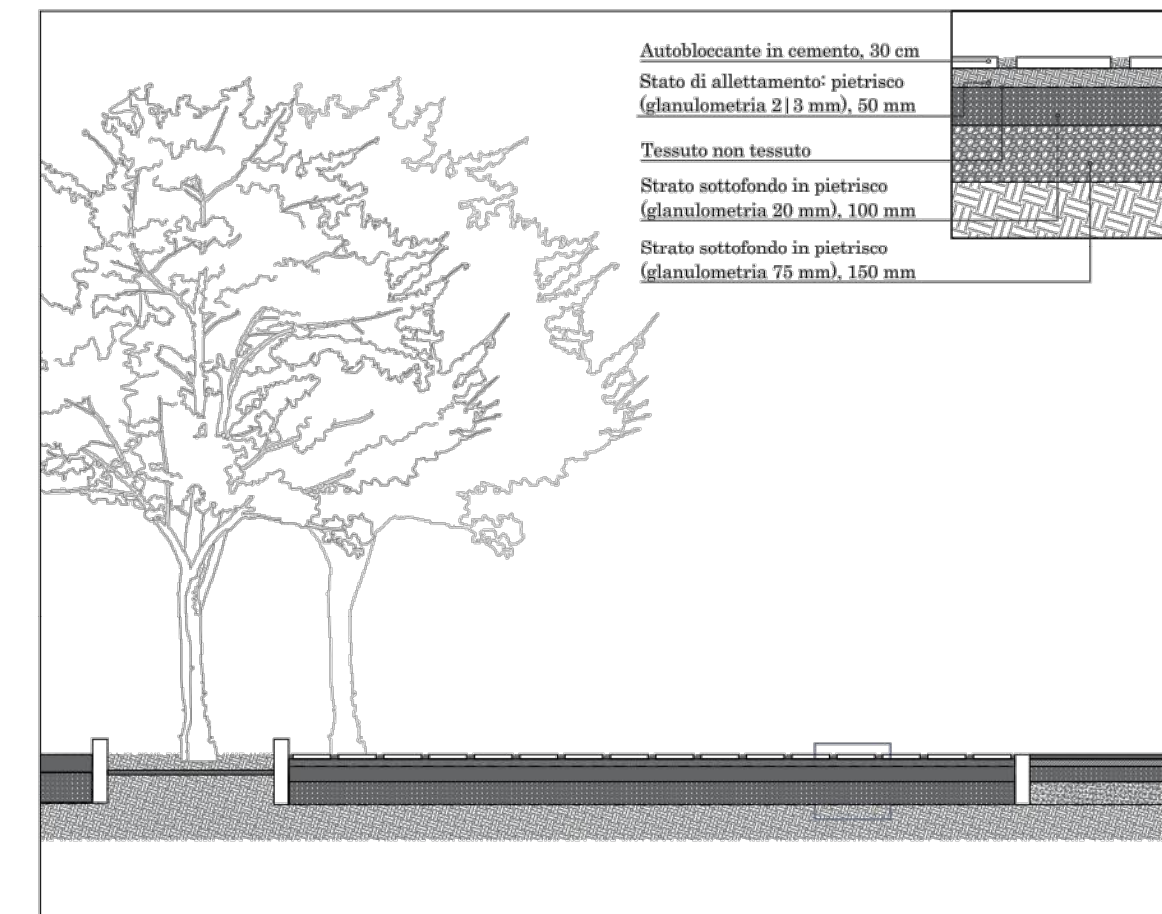 Autobloccante in cemento, 30 cm
Stato di allettamento: pietrisco
(glanulometria 2|3 mm), 50 mm
Tessuto non tessuto
Strato sottofondo in pietrisco
(glanulometria 20 mm), 100 mm
Strato sottofondo in pietrisco
(glanulometria 75 mm), 150 mm